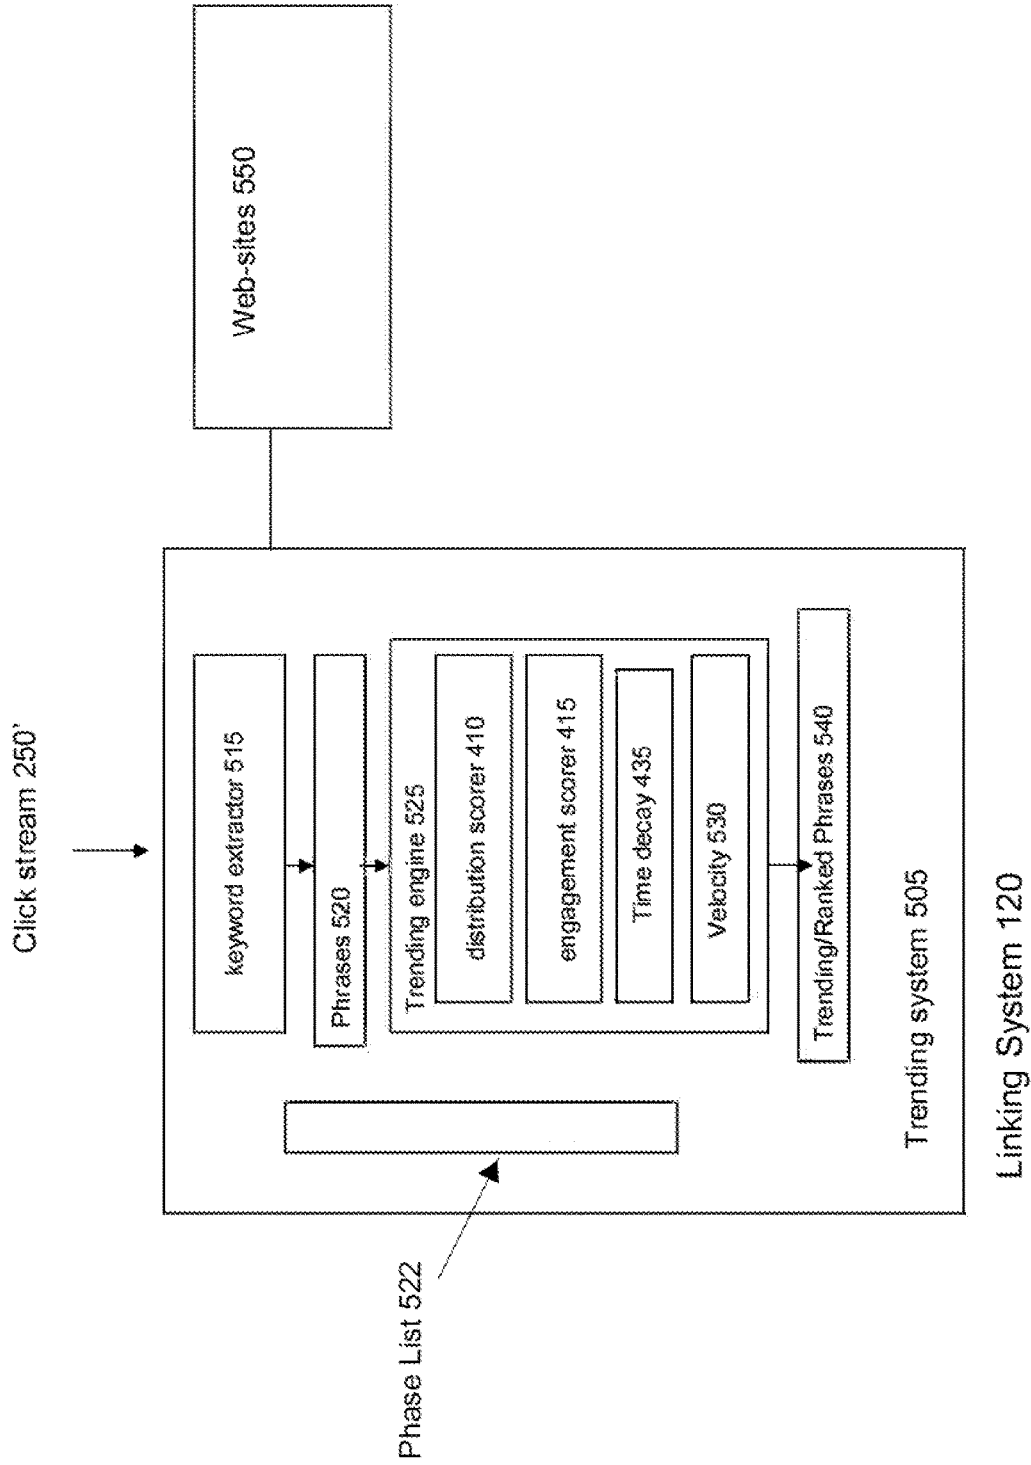 Click stream 250'
Web-sites 550
keyword extractor 515
Phrases 520
Trending engine 525
distribution scorer 410
engagement scorer 415
Time decay 435
Velocity 530
Trending/Ranked Phrases 540
Phase List 522
Trending system 505
Linking System 120